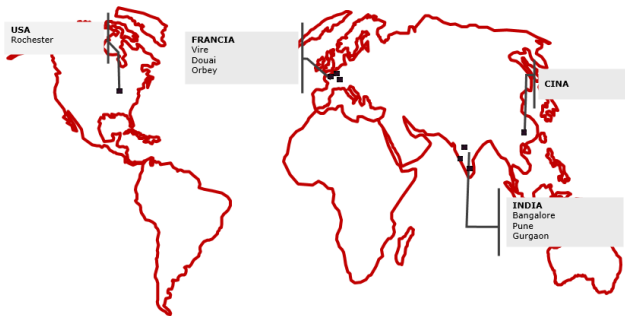 USA
Rochester
FRANCIA
Vire
Douai
Orbey
CINA
INDIA
Bangalore
Pune
Gurgaon